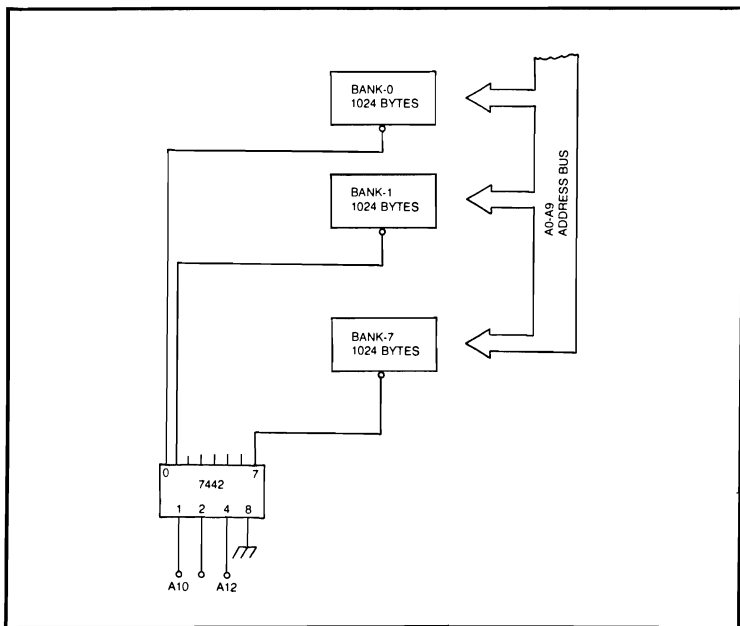 BANK-0
1024 BYTES
BANK-1
1024 BYTES
A0-A9
ADDRESS BUS
BANK-7
1024 BYTES
0 7
7442
1 2 4 8
A10 A12